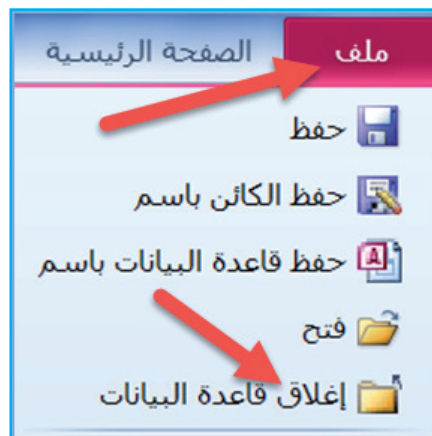 ملف الصفحة الرئيسية
حفظ
حفظ الكائن باسم
حفظ قاعدة البيانات باسم
فتح
إغلاق قاعدة البيانات